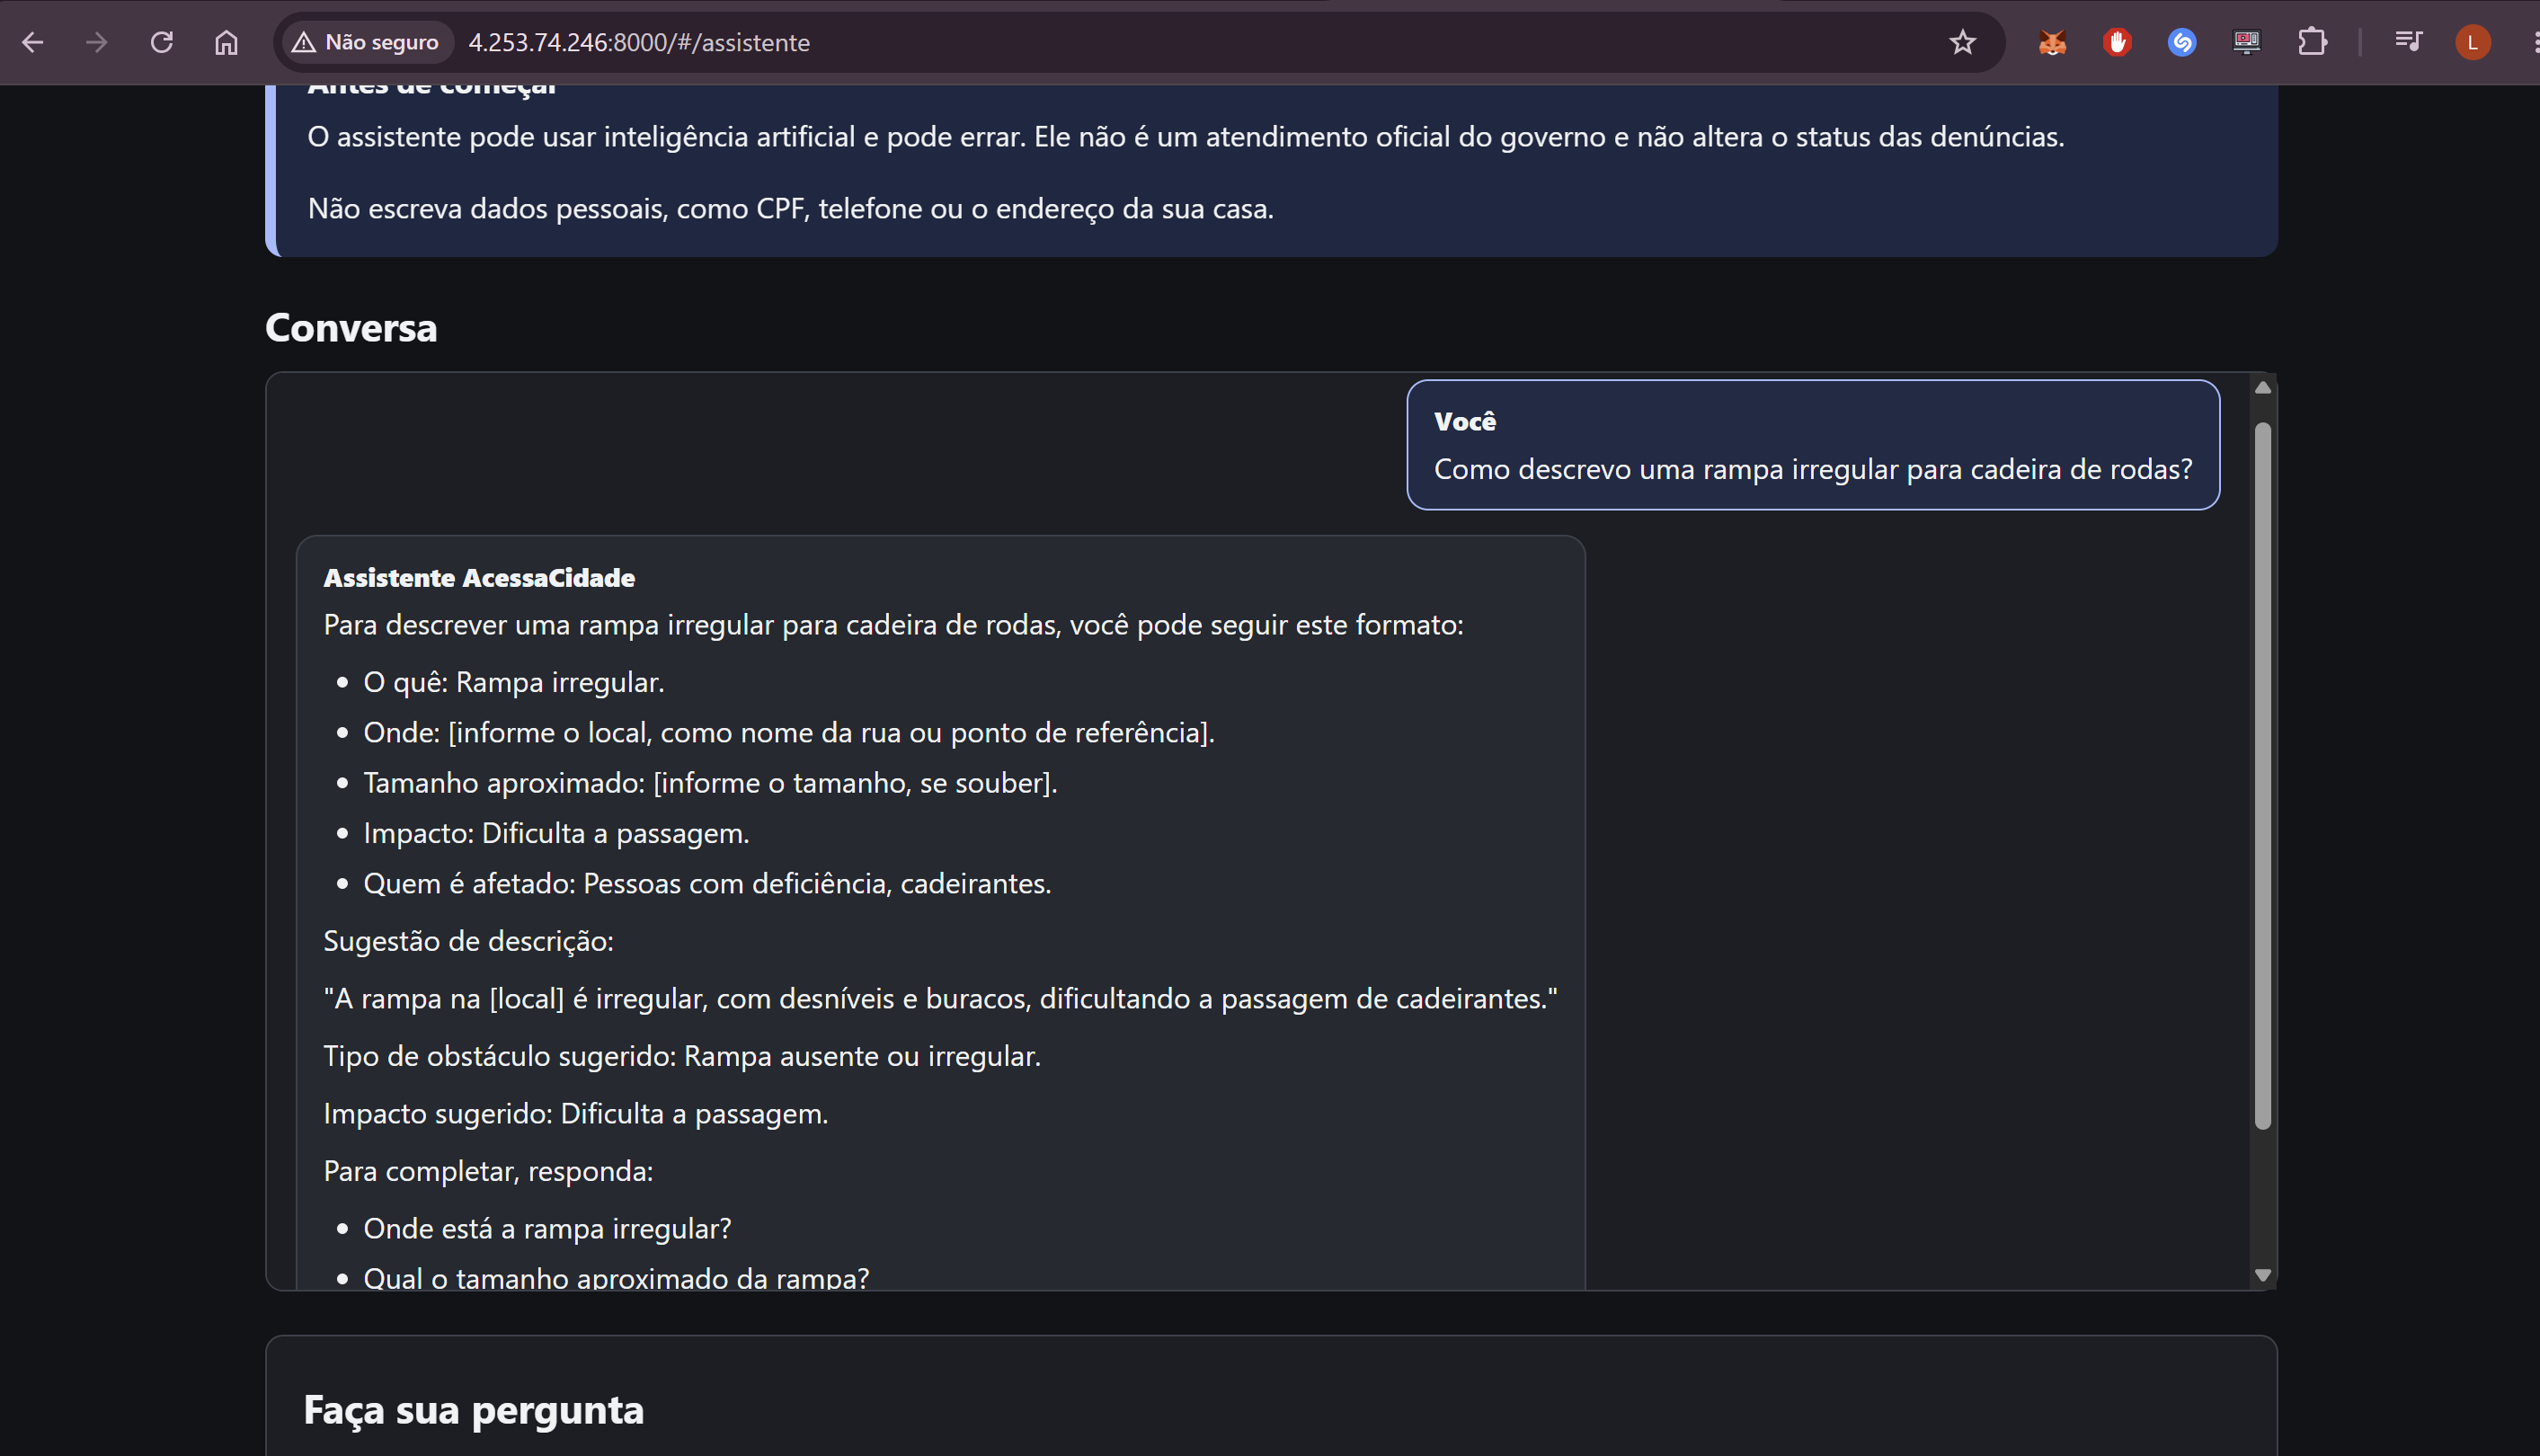 Não seguro
4.253.74.246:8000/#/assistente
L
Antes de começar
O assistente pode usar inteligência artificial e pode errar. Ele não é um atendimento oficial do governo e não altera o status das denúncias.
Não escreva dados pessoais, como CPF, telefone ou o endereço da sua casa.
Conversa
Você
Como descrevo uma rampa irregular para cadeira de rodas?
Assistente AcessaCidade
Para descrever uma rampa irregular para cadeira de rodas, você pode seguir este formato:
• O quê: Rampa irregular.
• Onde: [informe o local, como nome da rua ou ponto de referência].
• Tamanho aproximado: [informe o tamanho, se souber].
• Impacto: Dificulta a passagem.
• Quem é afetado: Pessoas com deficiência, cadeirantes.
Sugestão de descrição:
"A rampa na [local] é irregular, com desníveis e buracos, dificultando a passagem de cadeirantes."
Tipo de obstáculo sugerido: Rampa ausente ou irregular.
Impacto sugerido: Dificulta a passagem.
Para completar, responda:
• Onde está a rampa irregular?
• Qual o tamanho aproximado da rampa?
Faça sua pergunta